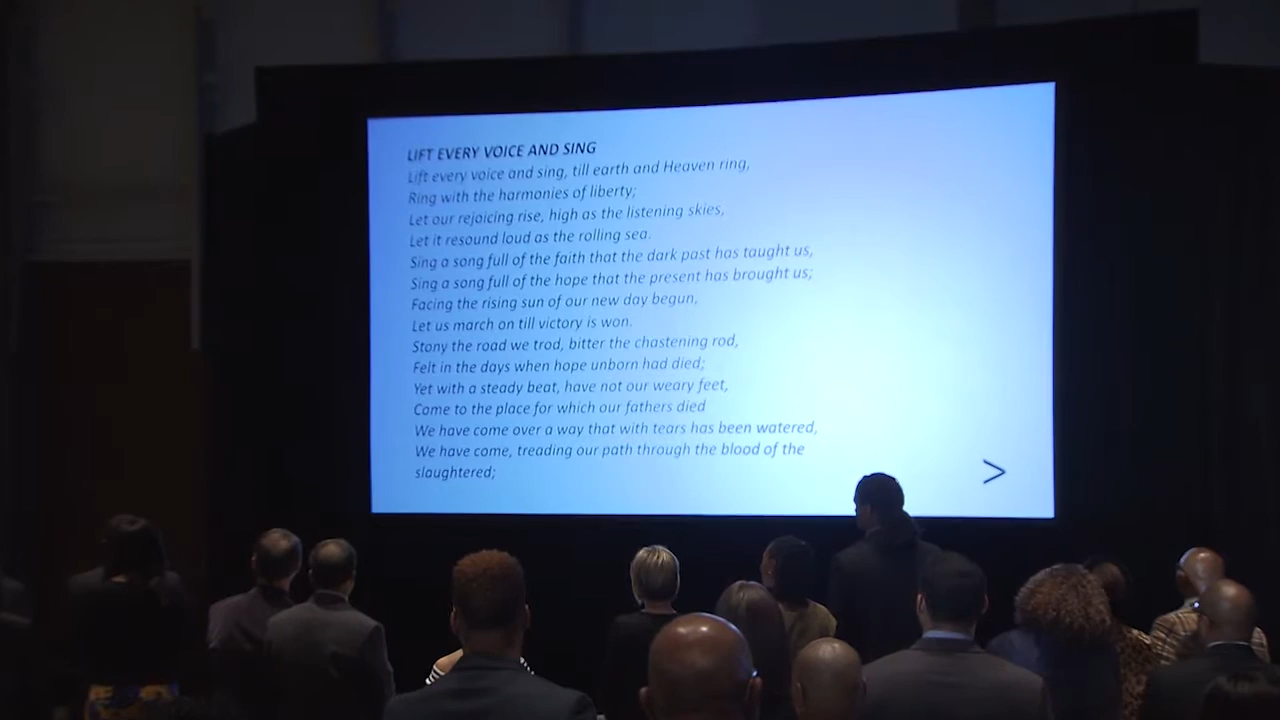 LIFT EVERY VOICE AND SING
Lift every voice and sing, till earth and Heaven ring,
Ring with the harmonies of liberty;
Let our rejoicing rise, high as the listening skies,
Let it resound loud as the rolling sea.
Sing a song full of the faith that the dark past has taught us,
Sing a song full of the hope that the present has brought us;
Facing the rising sun of our new day begun,
Let us march on till victory is won.
Stony the road we trod, bitter the chastening rod,
Felt in the days when hope unborn had died;
Yet with a steady beat, have not our weary feet,
Come to the place for which our fathers died
We have come over a way that with tears has been watered,
We have come, treading our path through the blood of the
slaughtered;
>